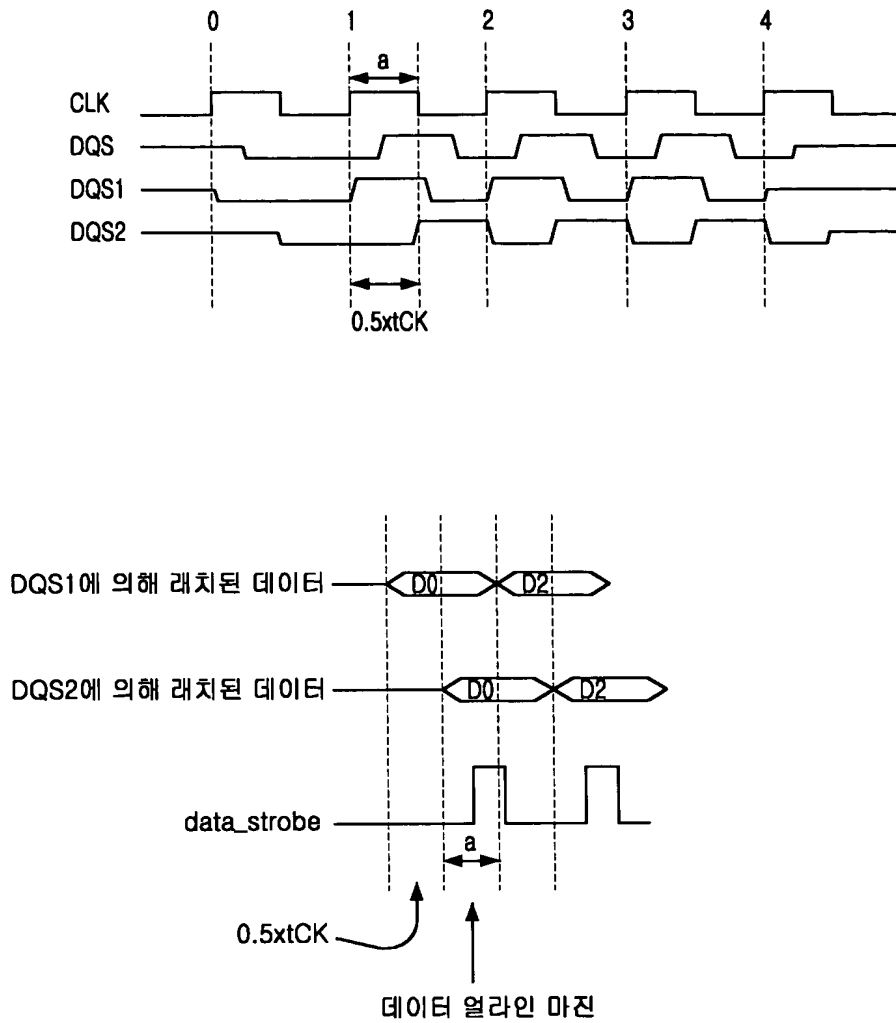 0 1 2 3 4
a
CLK
DQS
DQS1
DQS2
0.5xtCK
DQS1에 의해 래치된 데이터
D0 D2
DQS2에 의해 래치된 데이터
D0 D2
data_strobe
a
0.5xtCK
데이터 얼라인 마진